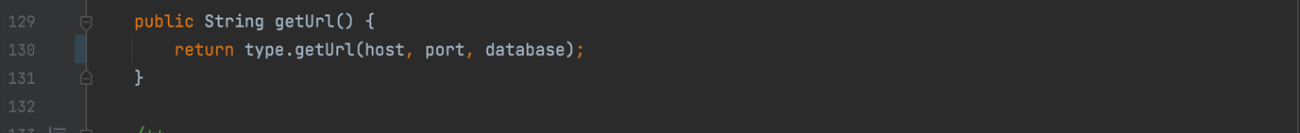 129 public String getUrl() {
130 return type.getUrl(host, port, database);
131 }
132